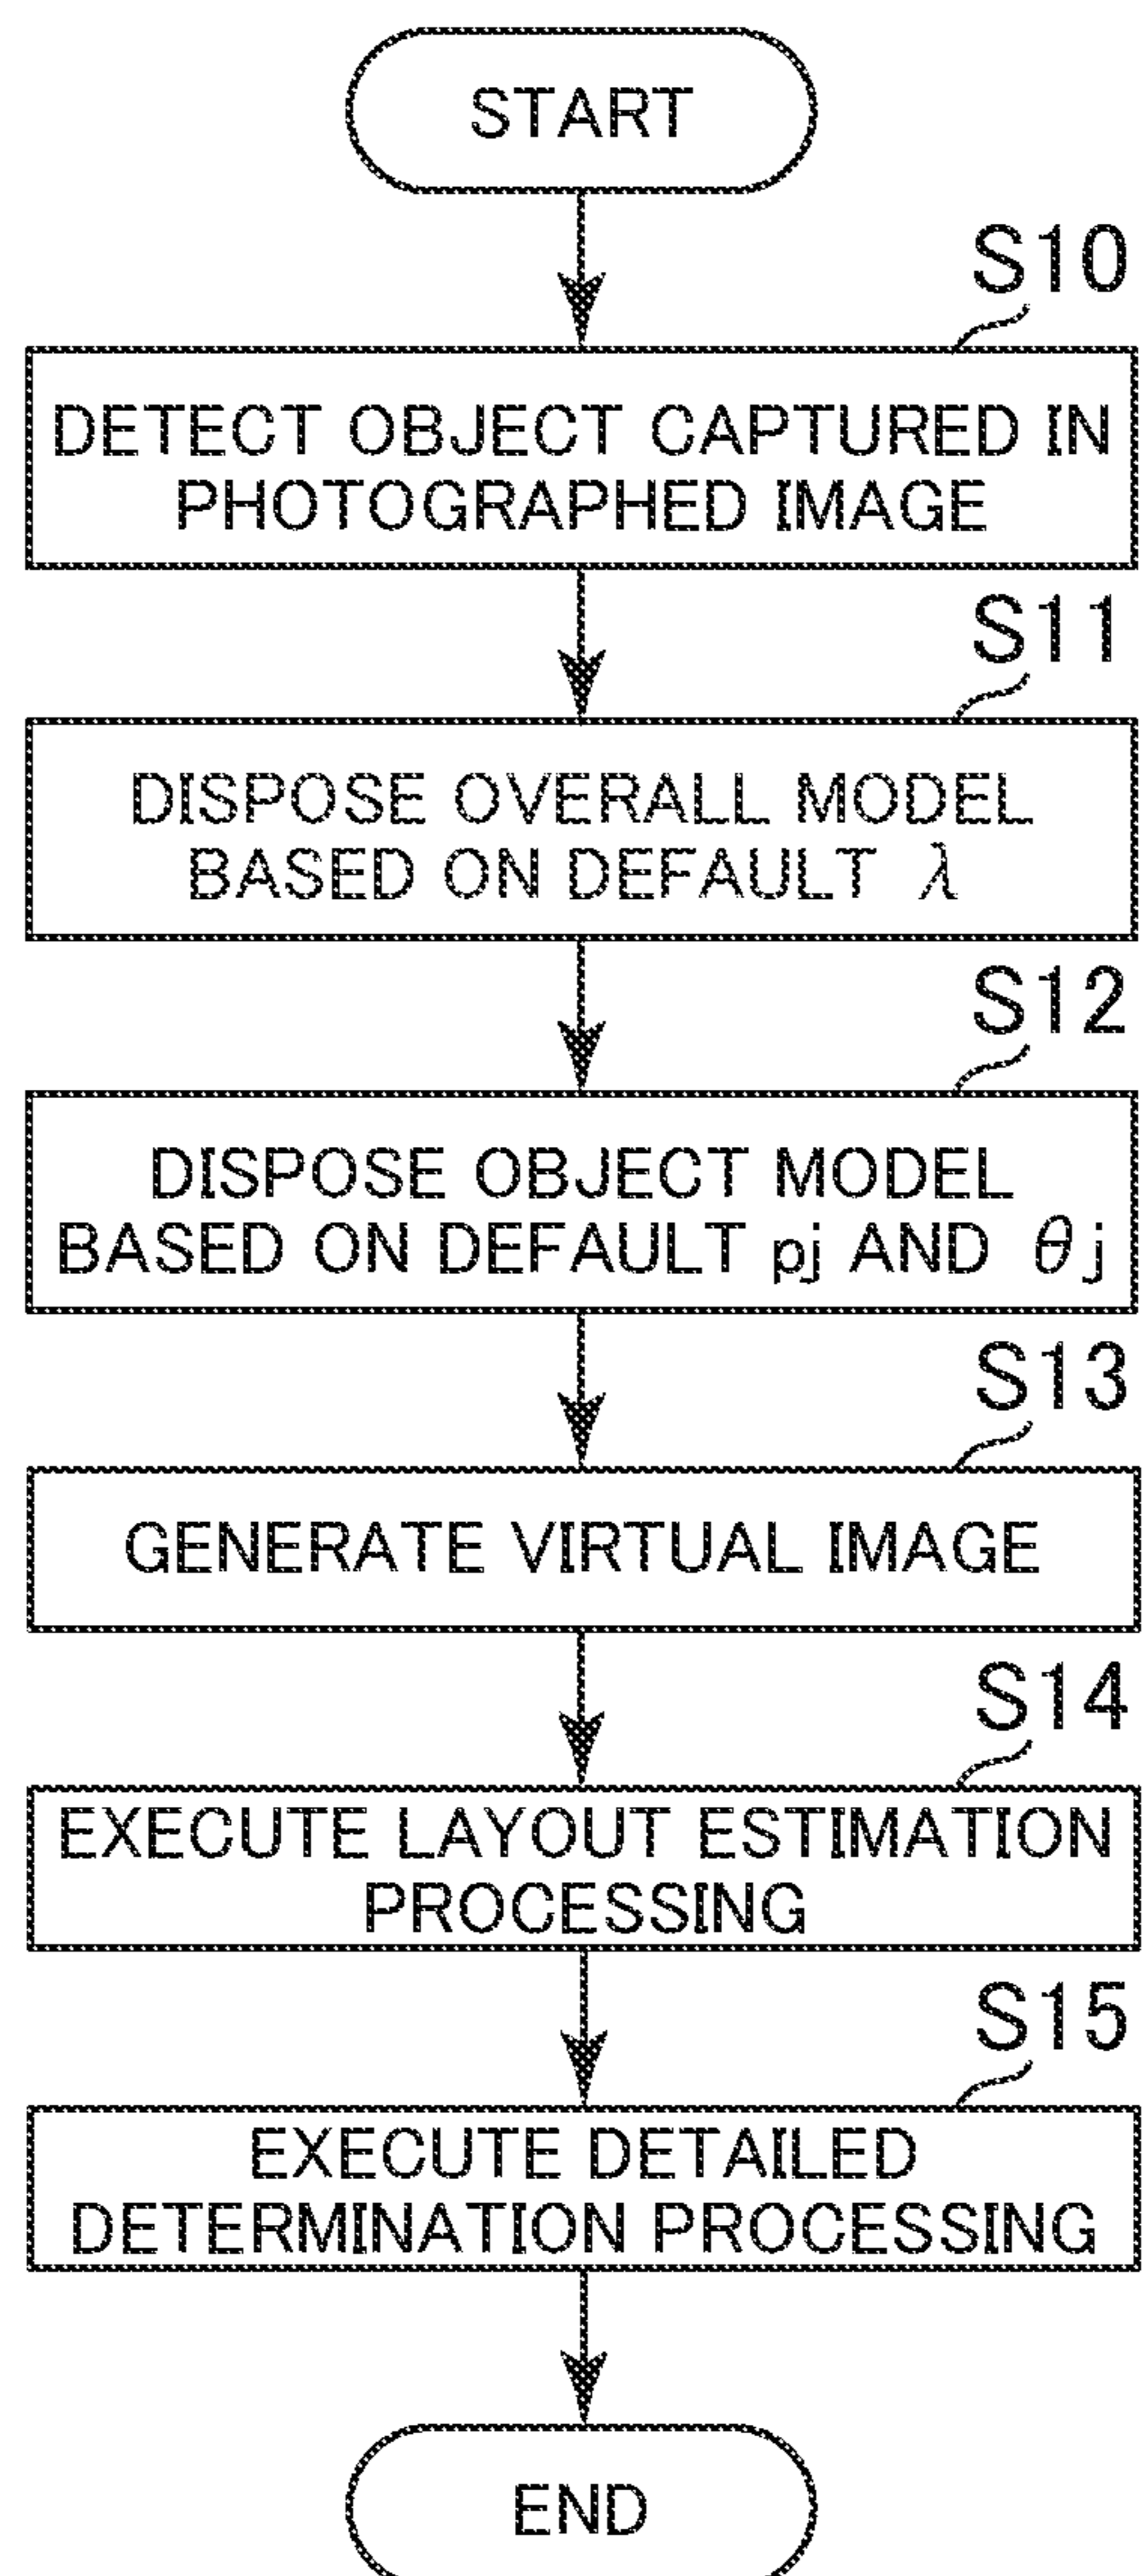 START
S10
DETECT OBJECT CAPTURED IN
PHOTOGRAPHED IMAGE
S11
DISPOSE OVERALL MODEL
BASED ON DEFAULT λ
S12
DISPOSE OBJECT MODEL
BASED ON DEFAULT pj AND θj
S13
GENERATE VIRTUAL IMAGE
S14
EXECUTE LAYOUT ESTIMATION
PROCESSING
S15
EXECUTE DETAILED
DETERMINATION PROCESSING
END